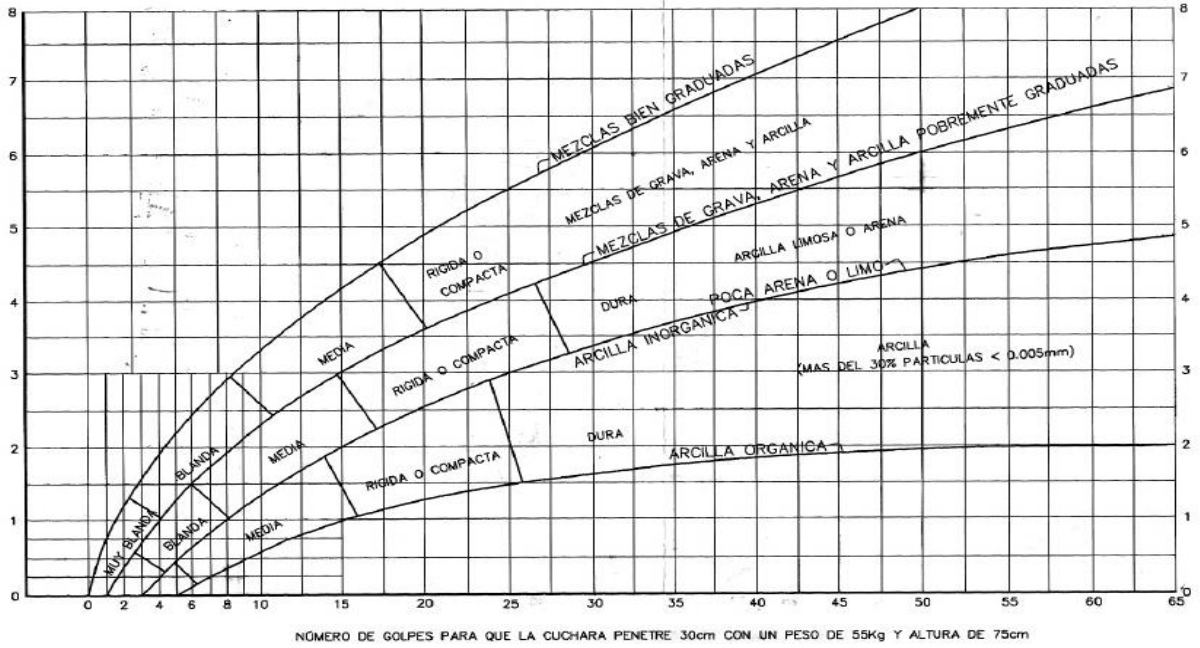 8
7
6
5
4
3
2
1
0
8
7
6
5
4
3
2
1
0
MEZCLAS BIEN GRADUADAS
MEZCLAS DE GRAVA, ARENA Y ARCILLA
MEZCLAS DE GRAVA, ARENA Y ARCILLA POBREMENTE GRADUADAS
ARCILLA LIMOSA O ARENA
RIGIDA O
COMPACTA
DURA
POCA ARENA O LIMO
ARCILLA INORGANICA
MEDIA
RIGIDA O COMPACTA
ARCILLA
(MAS DEL 30% PARTICULAS < 0.005mm)
BLANDA
MEDIA
DURA
ARCILLA ORGANICA
RIGIDA O COMPACTA
MUY BLANDA
BLANDA
MEDIA
0 2 4 6 8 10 15 20 25 30 35 40 45 50 55 60 65
NÚMERO DE GOLPES PARA QUE LA CUCHARA PENETRE 30cm CON UN PESO DE 55Kg Y ALTURA DE 75cm